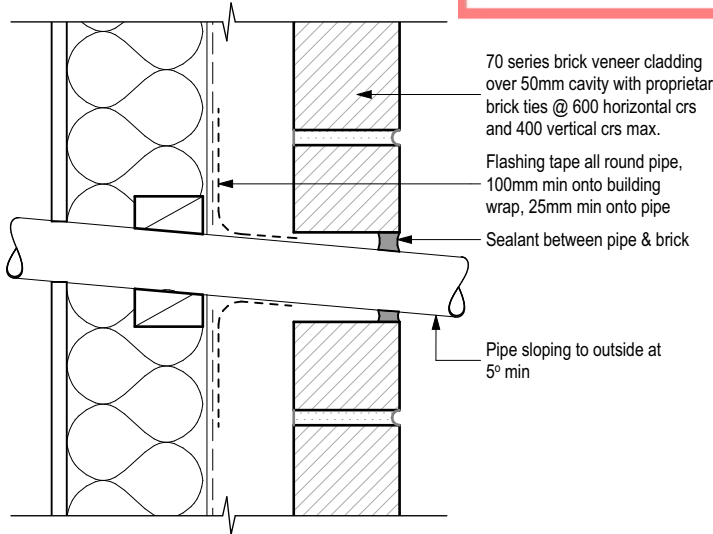 70 series brick veneer cladding
over 50mm cavity with proprietar
brick ties @ 600 horizontal crs
and 400 vertical crs max.
Flashing tape all round pipe,
100mm min onto building
wrap, 25mm min onto pipe
Sealant between pipe & brick
Pipe sloping to outside at
5º min